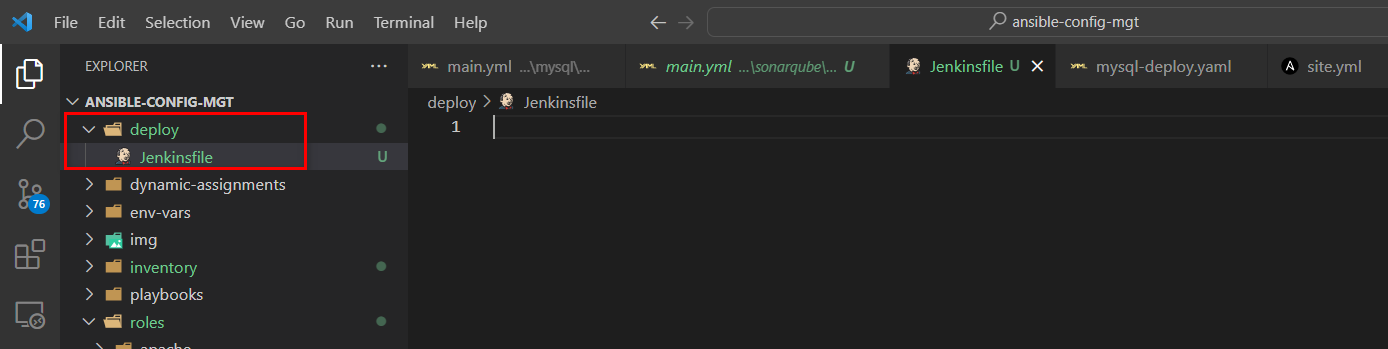 File Edit Selection View Go Run Terminal Help ansible-config-mgt
EXPLORER
main.yml ...\mysql\... main.yml ...\sonarqube\... U Jenkinsfile U mysql-deploy.yaml site.yml
ANSIBLE-CONFIG-MGT
deploy > Jenkinsfile
deploy
1
Jenkinsfile U
dynamic-assignments
76
env-vars
img
inventory
playbooks
roles
apache